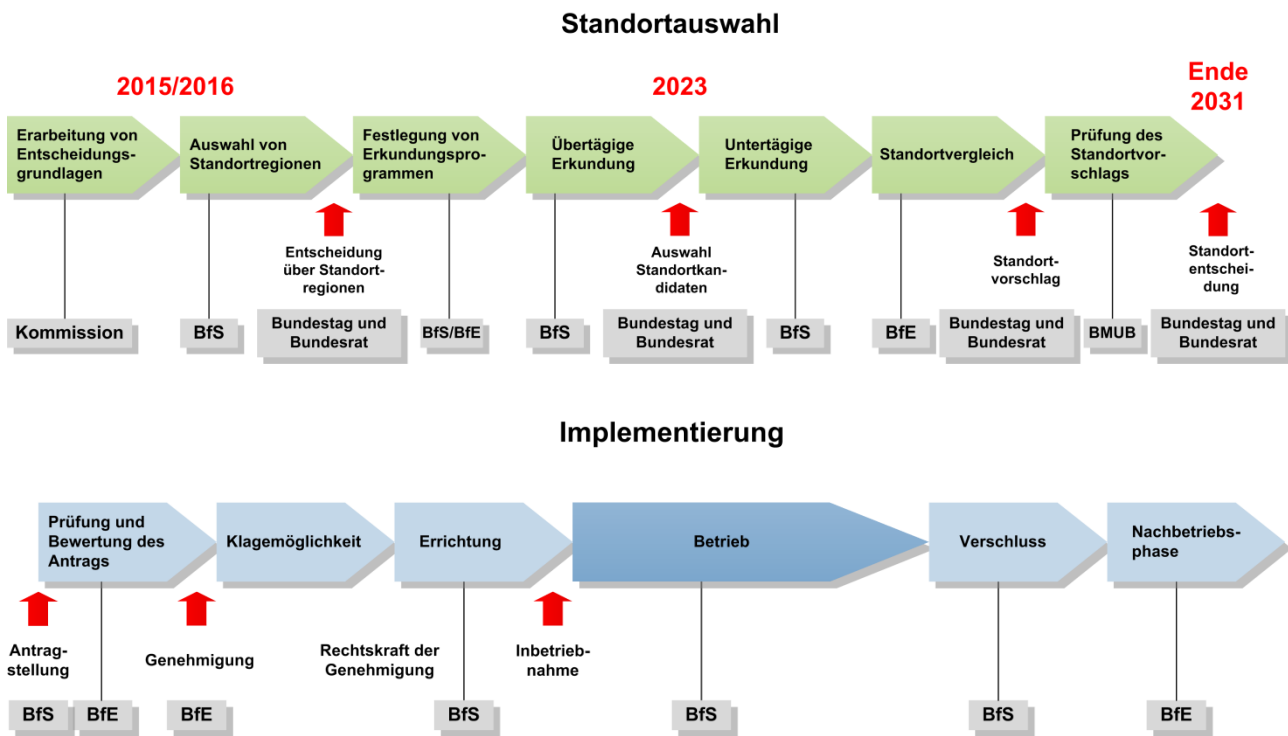 Standortauswahl
2015/2016
2023
Ende
2031
Erarbeitung von
Entscheidungs-
grundlagen
Auswahl von
Standortregionen
Festlegung von
Erkundungspro-
grammen
Übertägige
Erkundung
Untertägige
Erkundung
Standortvergleich
Prüfung des
Standortvor-
schlags
Entscheidung
über Standort-
regionen
Auswahl
Standortkan-
didaten
Standort-
vorschlag
Standort-
entschei-
dung
Kommission
BfS
Bundestag und
Bundesrat
BfS/BfE
BfS
Bundestag und
Bundesrat
BfS
BfE
Bundestag und
Bundesrat
BMUB
Bundestag und
Bundesrat
Implementierung
Prüfung und
Bewertung des
Antrags
Klagemöglichkeit
Errichtung
Betrieb
Verschluss
Nachbetriebs-
phase
Antrag-
stellung
Genehmigung
Rechtskraft der
Genehmigung
Inbetrieb-
nahme
BfS
BfE
BfE
BfS
BfS
BfS
BfE